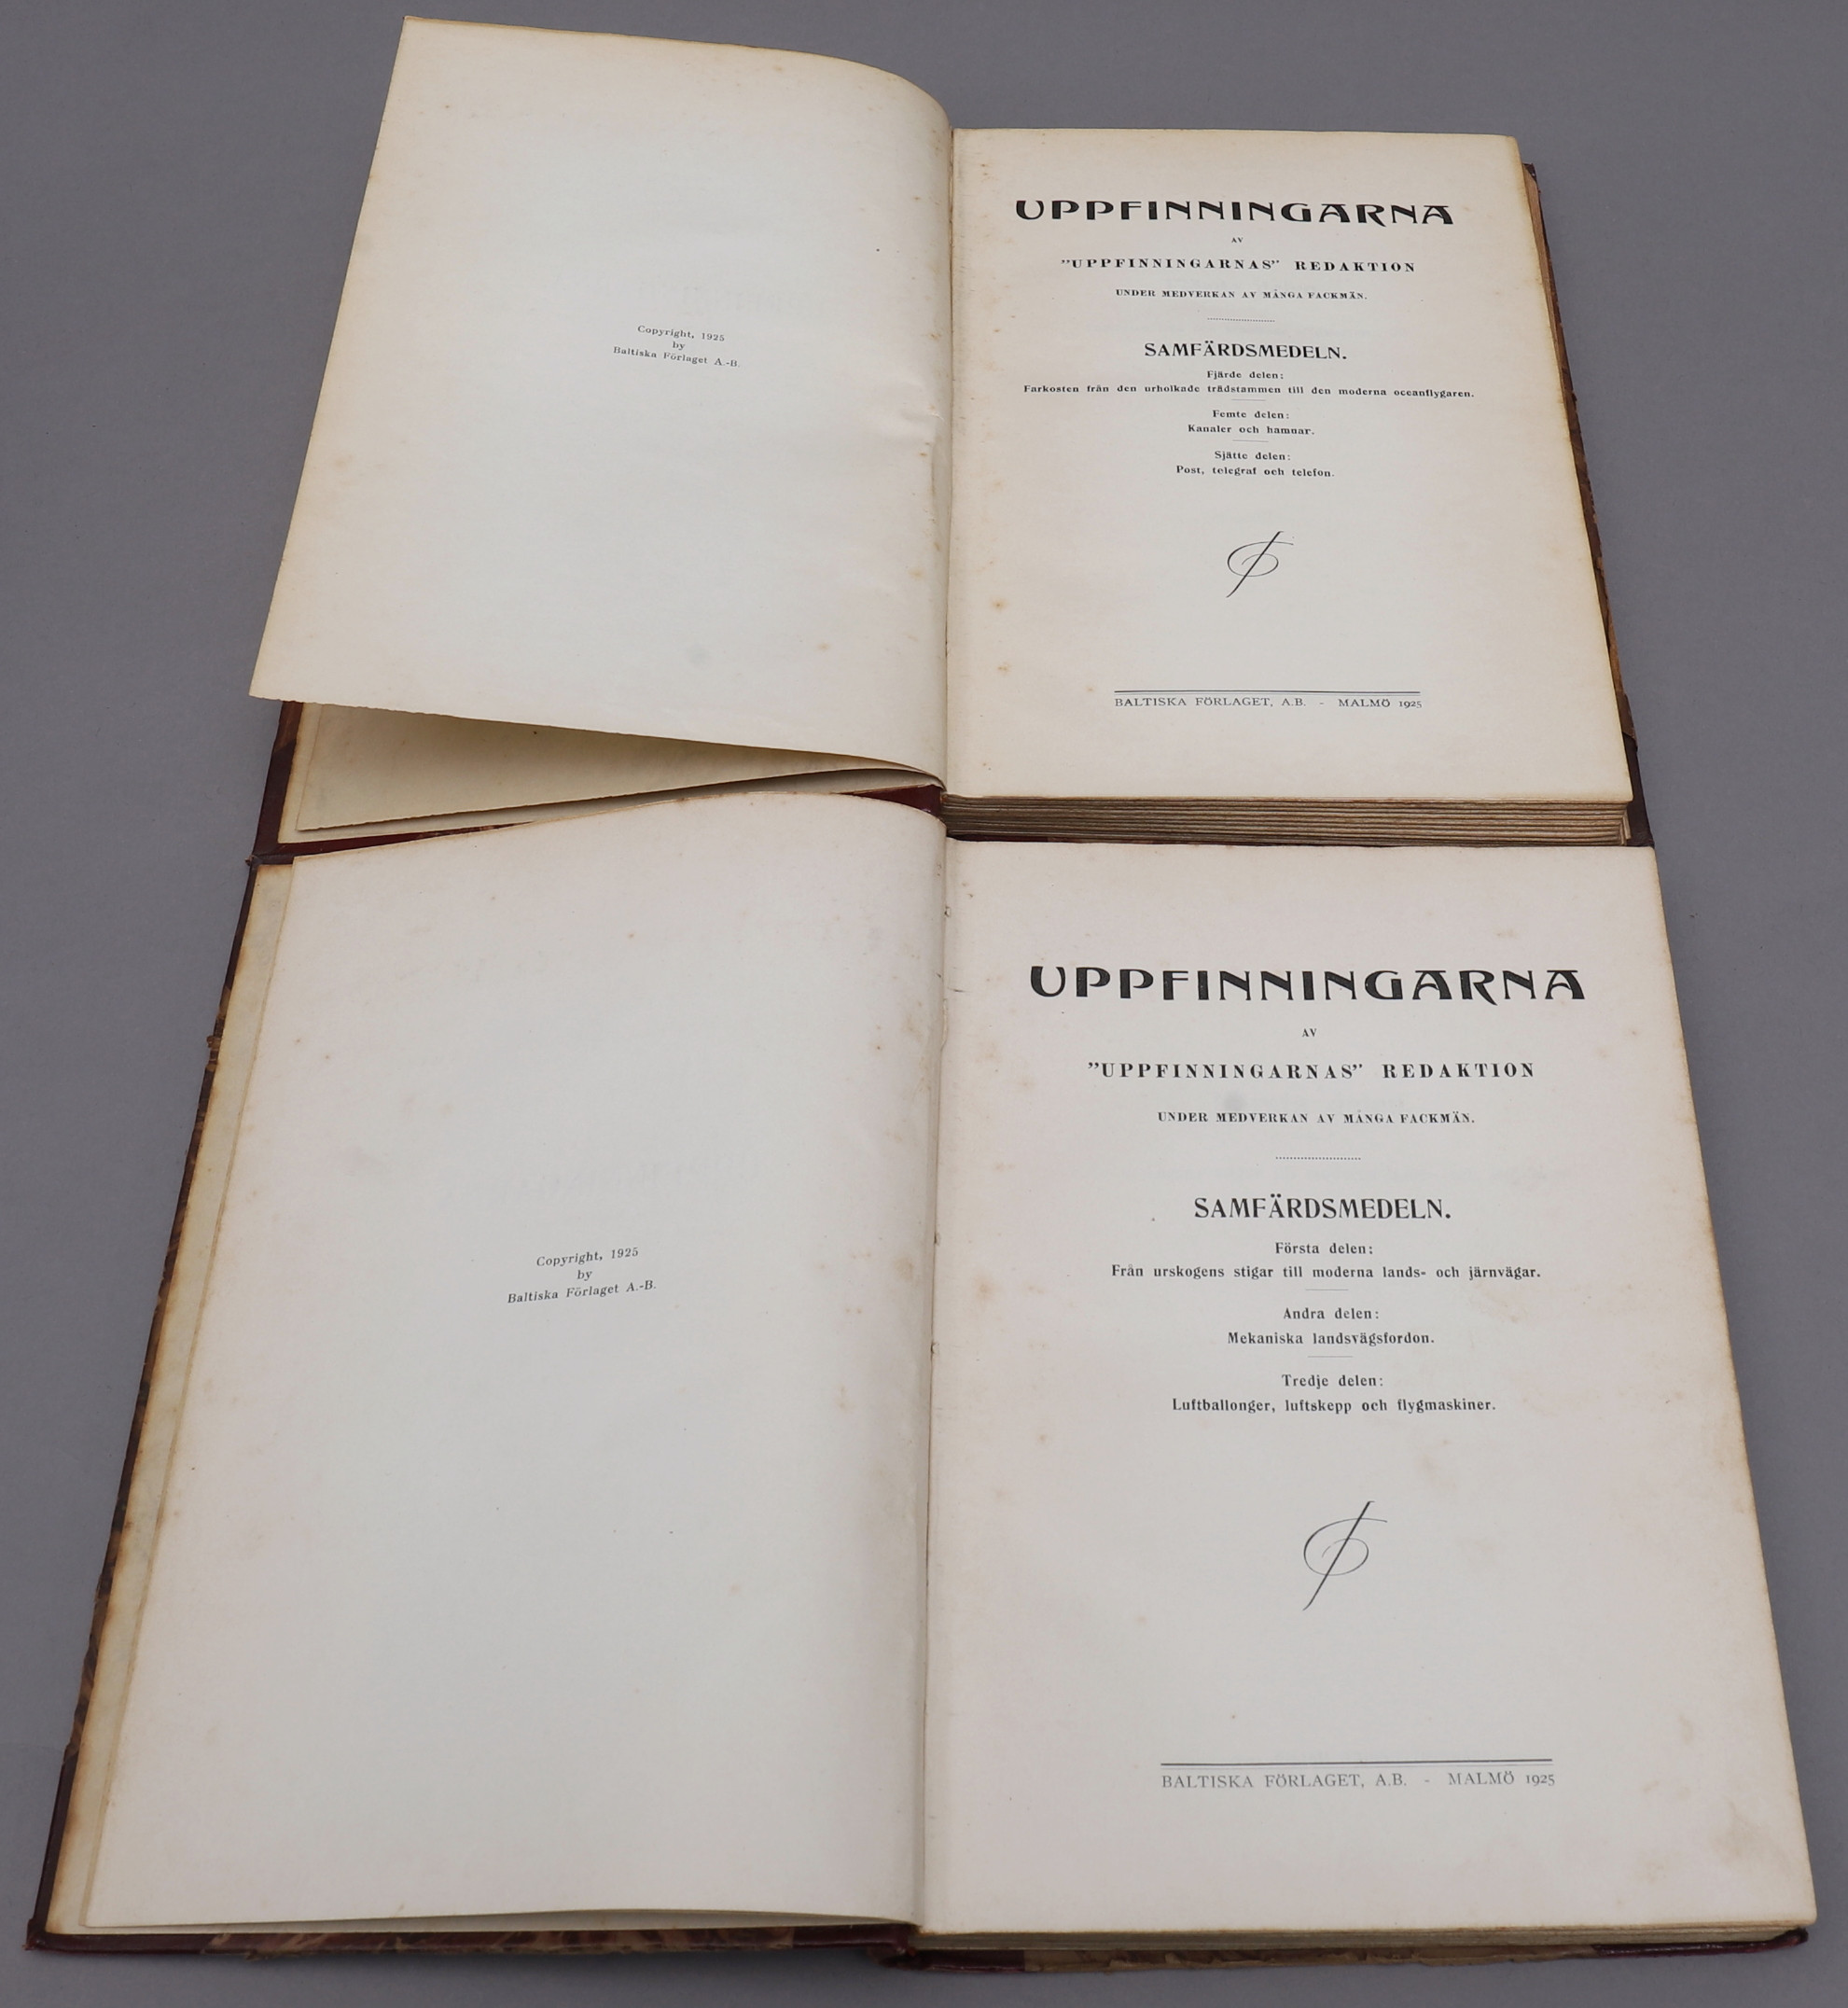 Copyright, 1925
by
Baltiska Förlaget A.-B.
UPPFINNINGARNA
AV
”UPPFINNINGARNAS” REDAKTION
UNDER MEDVERKAN AV MÅNGA FACKMÄN.
SAMFÄRDSMEDELN.
Fjärde delen:
Farkosten från den urholkade trädstammen till den moderna oceanflygaren.
Femte delen:
Kanaler och hamnar.
Sjätte delen:
Post, telegraf och telefon.
BALTISKA FÖRLAGET, A.B. - MALMÖ 1925
Copyright, 1925
by
Baltiska Förlaget A.-B.
UPPFINNINGARNA
AV
”UPPFINNINGARNAS” REDAKTION
UNDER MEDVERKAN AV MÅNGA FACKMÄN.
SAMFÄRDSMEDELN.
Första delen:
Från urskogens stigar till moderna lands- och järnvägar.
Andra delen:
Mekaniska landsvägsfordon.
Tredje delen:
Luftballonger, luftskepp och flygmaskiner.
BALTISKA FÖRLAGET, A.B. - MALMÖ 1925